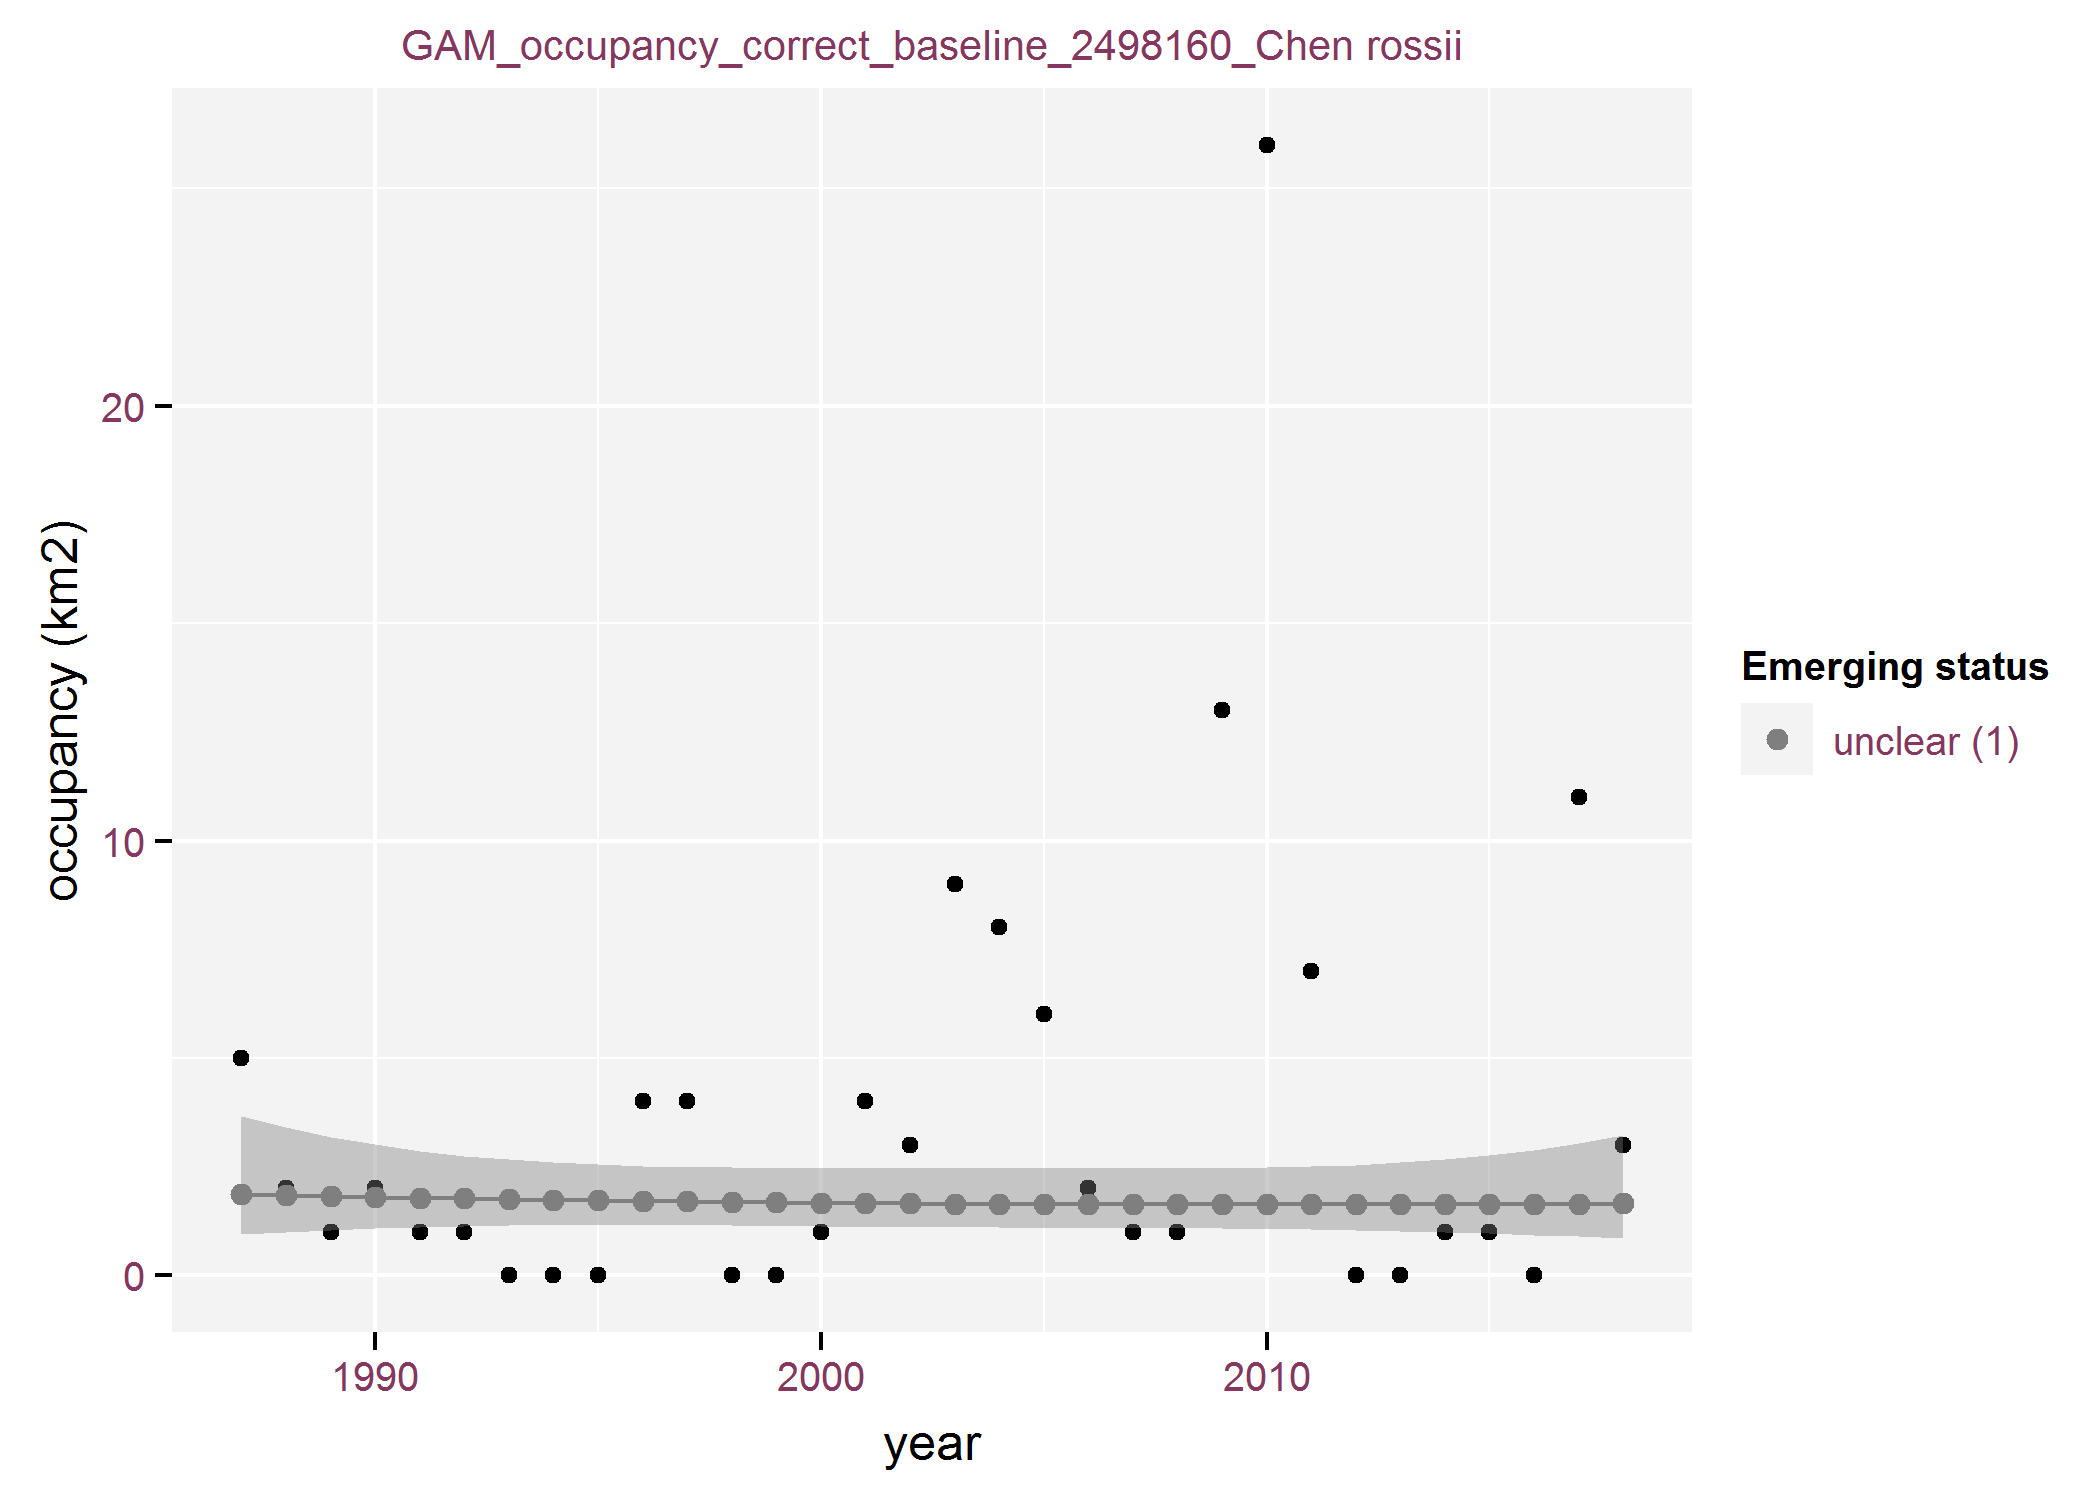 GAM_occupancy_correct_baseline_2498160_Chen rossii
occupancy (km2)
20
10
0
1990
2000
2010
year
Emerging status
unclear (1)